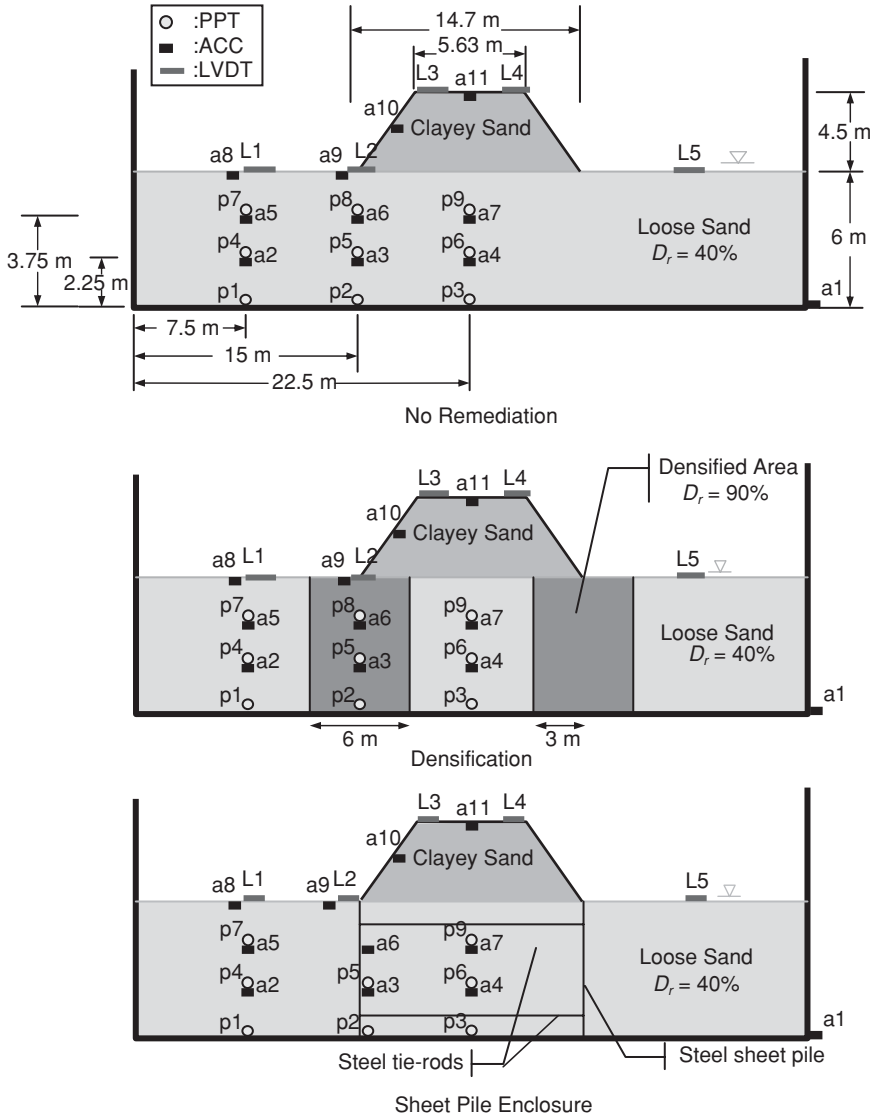 :PPT
:ACC
:LVDT
14.7 m
5.63 m
L3
a11
L4
a10
Clayey Sand
4.5 m
a8
L1
a9
L2
L5
p7
a5
p8
a6
p9
a7
Loose Sand
Dr = 40%
6 m
p4
a2
p5
a3
p6
a4
3.75 m
2.25 m
p1
p2
p3
a1
7.5 m
15 m
22.5 m
No Remediation
Densified Area
Dr = 90%
L3
a11
L4
a10
Clayey Sand
a8
L1
a9
L2
L5
p7
a5
p8
a6
p9
a7
Loose Sand
Dr = 40%
p4
a2
p5
a3
p6
a4
p1
p2
p3
a1
6 m
3 m
Densification
L3
a11
L4
a10
Clayey Sand
a8
L1
a9
L2
L5
p7
a5
a6
p9
a7
Loose Sand
Dr = 40%
p4
a2
p5
a3
p6
a4
p1
p2
p3
a1
Steel tie-rods
Steel sheet pile
Sheet Pile Enclosure